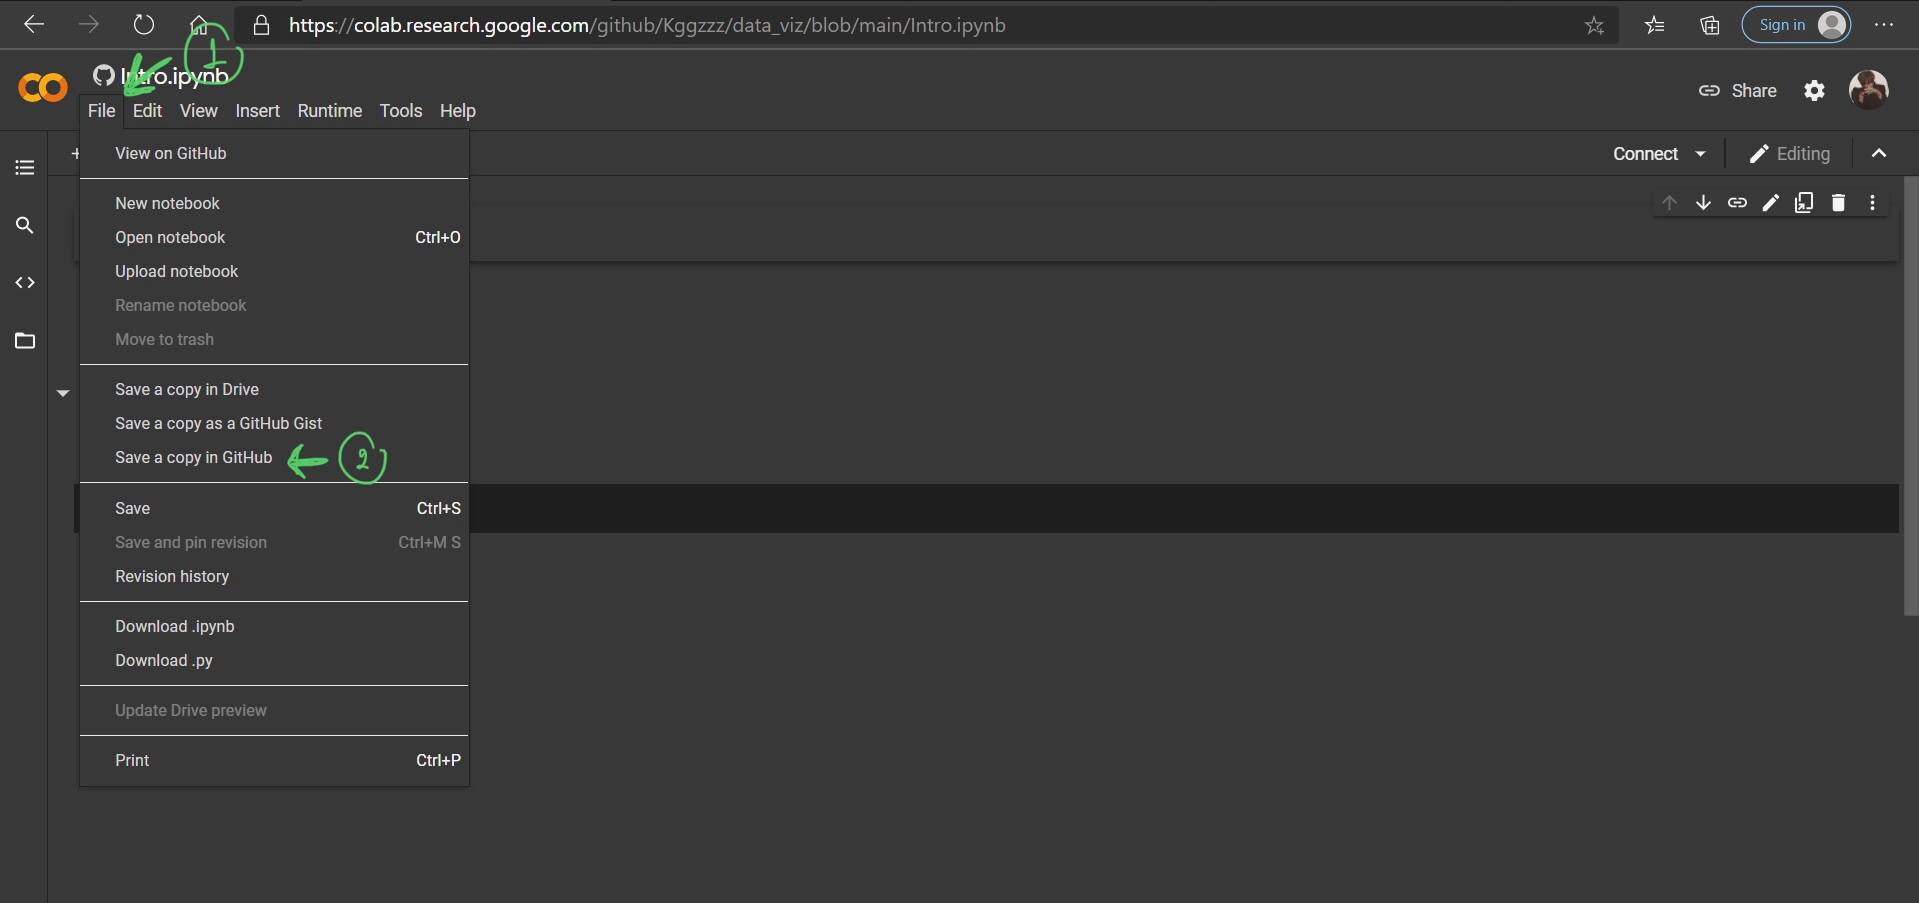 https://colab.research.google.com/github/Kggzzz/data_viz/blob/main/Intro.ipynb
Sign in
1
Intro.ipynb
File Edit View Insert Runtime Tools Help
Share
View on GitHub
Connect
Editing
New notebook
Open notebook Ctrl+O
Upload notebook
Rename notebook
Move to trash
Save a copy in Drive
Save a copy as a GitHub Gist
Save a copy in GitHub 2
Save Ctrl+S
Save and pin revision Ctrl+M S
Revision history
Download .ipynb
Download .py
Update Drive preview
Print Ctrl+P